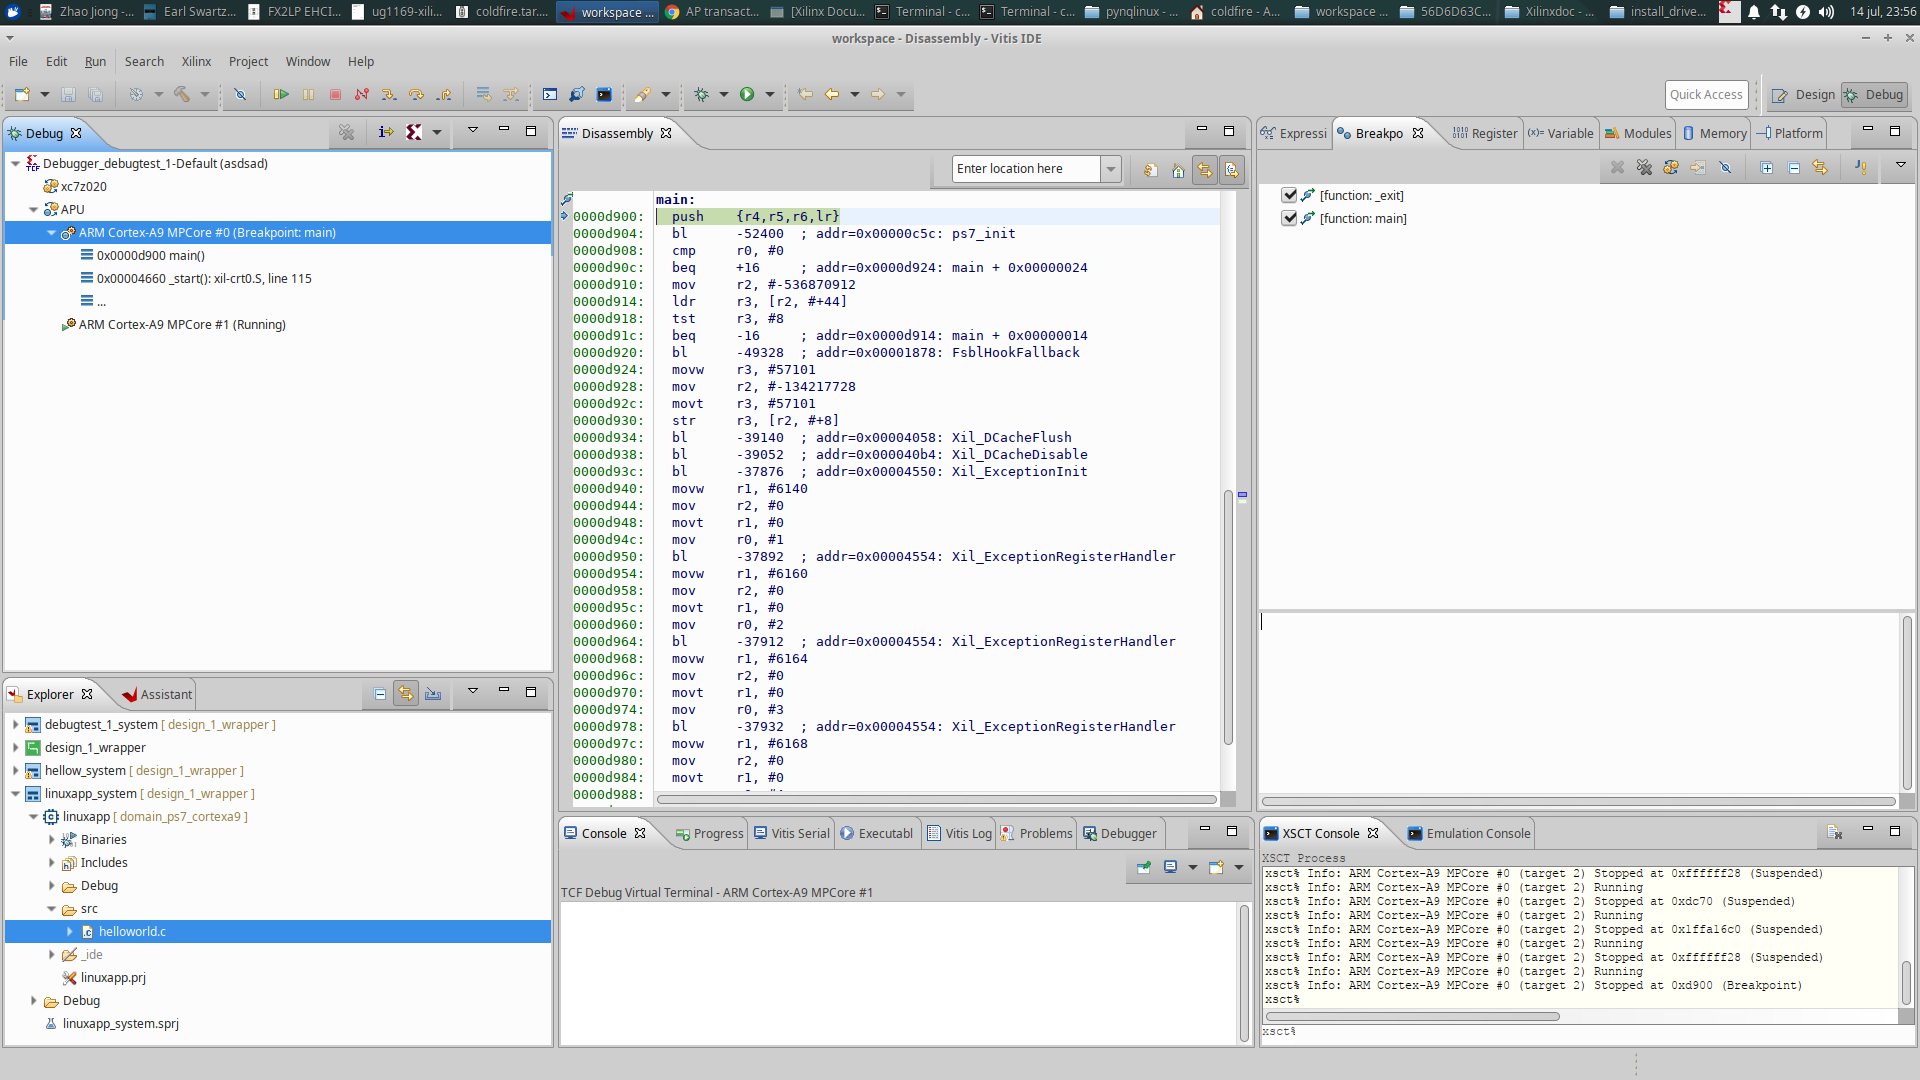 Zhao Jiong -...
Earl Swartz...
FX2LP EHCI...
ug1169-xili...
coldfire.tar....
workspace ...
AP transact...
[Xilinx Docu...
Terminal - c...
Terminal - c...
pynqlinux - ...
coldfire - A...
workspace ...
56D6D63C...
Xilinxdoc - ...
install_drive...
14 jul, 23:56
workspace - Disassembly - Vitis IDE
File Edit Run Search Xilinx Project Window Help
Quick Access
Design
Debug
Debug
Debugger_debugtest_1-Default (asdsad)
xc7z020
APU
ARM Cortex-A9 MPCore #0 (Breakpoint: main)
0x0000d900 main()
0x00004660 _start(): xil-crt0.S, line 115
...
ARM Cortex-A9 MPCore #1 (Running)
Explorer
Assistant
debugtest_1_system [ design_1_wrapper ]
design_1_wrapper
hellow_system [ design_1_wrapper ]
linuxapp_system [ design_1_wrapper ]
linuxapp [ domain_ps7_cortexa9 ]
Binaries
Includes
Debug
src
helloworld.c
_ide
linuxapp.prj
Debug
linuxapp_system.sprj
Disassembly
Enter location here
main:
0000d900: push {r4,r5,r6,lr}
0000d904: bl -52400 ; addr=0x00000c5c: ps7_init
0000d908: cmp r0, #0
0000d90c: beq +16 ; addr=0x0000d924: main + 0x00000024
0000d910: mov r2, #-536870912
0000d914: ldr r3, [r2, #+44]
0000d918: tst r3, #8
0000d91c: beq -16 ; addr=0x0000d914: main + 0x00000014
0000d920: bl -49328 ; addr=0x00001878: FsblHookFallback
0000d924: movw r3, #57101
0000d928: mov r2, #-134217728
0000d92c: movt r3, #57101
0000d930: str r3, [r2, #+8]
0000d934: bl -39140 ; addr=0x00004058: Xil_DCacheFlush
0000d938: bl -39052 ; addr=0x000040b4: Xil_DCacheDisable
0000d93c: bl -37876 ; addr=0x00004550: Xil_ExceptionInit
0000d940: movw r1, #6140
0000d944: mov r2, #0
0000d948: movt r1, #0
0000d94c: mov r0, #1
0000d950: bl -37892 ; addr=0x00004554: Xil_ExceptionRegisterHandler
0000d954: movw r1, #6160
0000d958: mov r2, #0
0000d95c: movt r1, #0
0000d960: mov r0, #2
0000d964: bl -37912 ; addr=0x00004554: Xil_ExceptionRegisterHandler
0000d968: movw r1, #6164
0000d96c: mov r2, #0
0000d970: movt r1, #0
0000d974: mov r0, #3
0000d978: bl -37932 ; addr=0x00004554: Xil_ExceptionRegisterHandler
0000d97c: movw r1, #6168
0000d980: mov r2, #0
0000d984: movt r1, #0
0000d988:
Console
Progress
Vitis Serial
Executabl
Vitis Log
Problems
Debugger
TCF Debug Virtual Terminal - ARM Cortex-A9 MPCore #1
Expressi
Breakpo
Register
Variable
Modules
Memory
Platform
[function: _exit]
[function: main]
XSCT Console
Emulation Console
XSCT Process
xsct% Info: ARM Cortex-A9 MPCore #0 (target 2) Stopped at 0xffffff28 (Suspended)
xsct% Info: ARM Cortex-A9 MPCore #0 (target 2) Running
xsct% Info: ARM Cortex-A9 MPCore #0 (target 2) Stopped at 0xdc70 (Suspended)
xsct% Info: ARM Cortex-A9 MPCore #0 (target 2) Running
xsct% Info: ARM Cortex-A9 MPCore #0 (target 2) Stopped at 0x1ffa16c0 (Suspended)
xsct% Info: ARM Cortex-A9 MPCore #0 (target 2) Running
xsct% Info: ARM Cortex-A9 MPCore #0 (target 2) Stopped at 0xffffff28 (Suspended)
xsct% Info: ARM Cortex-A9 MPCore #0 (target 2) Running
xsct% Info: ARM Cortex-A9 MPCore #0 (target 2) Stopped at 0xd900 (Breakpoint)
xsct%
xsct%